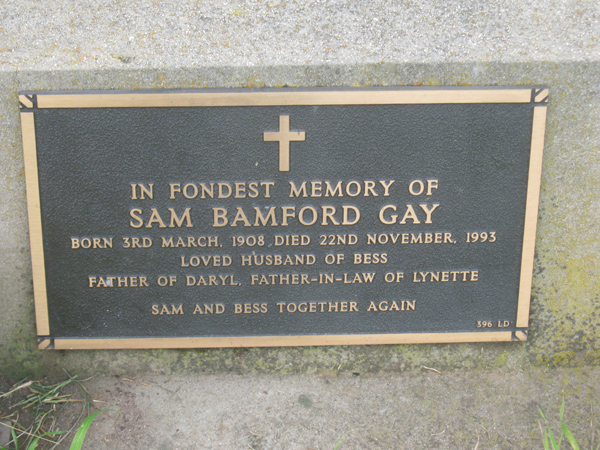 IN FONDEST MEMORY OF
SAM BAMFORD GAY
BORN 3RD MARCH, 1908 DIED 22ND NOVEMBER, 1993
LOVED HUSBAND OF BESS
FATHER OF DARYL, FATHER-IN-LAW OF LYNETTE
SAM AND BESS TOGETHER AGAIN
396 LD